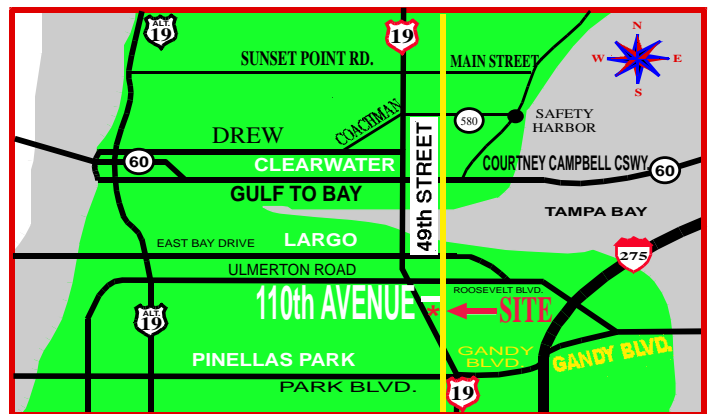 ALT.
19
19
N
W E
S
SUNSET POINT RD.
MAIN STREET
COACHMAN
580
SAFETY
HARBOR
DREW
60
CLEARWATER
COURTNEY CAMPBELL CSWY.
60
GULF TO BAY
49th STREET
TAMPA BAY
EAST BAY DRIVE
LARGO
275
ULMERTON ROAD
ROOSEVELT BLVD.
110th AVENUE
* SITE
ALT.
19
GANDY
BLVD.
GANDY BLVD.
PINELLAS PARK
PARK BLVD.
19